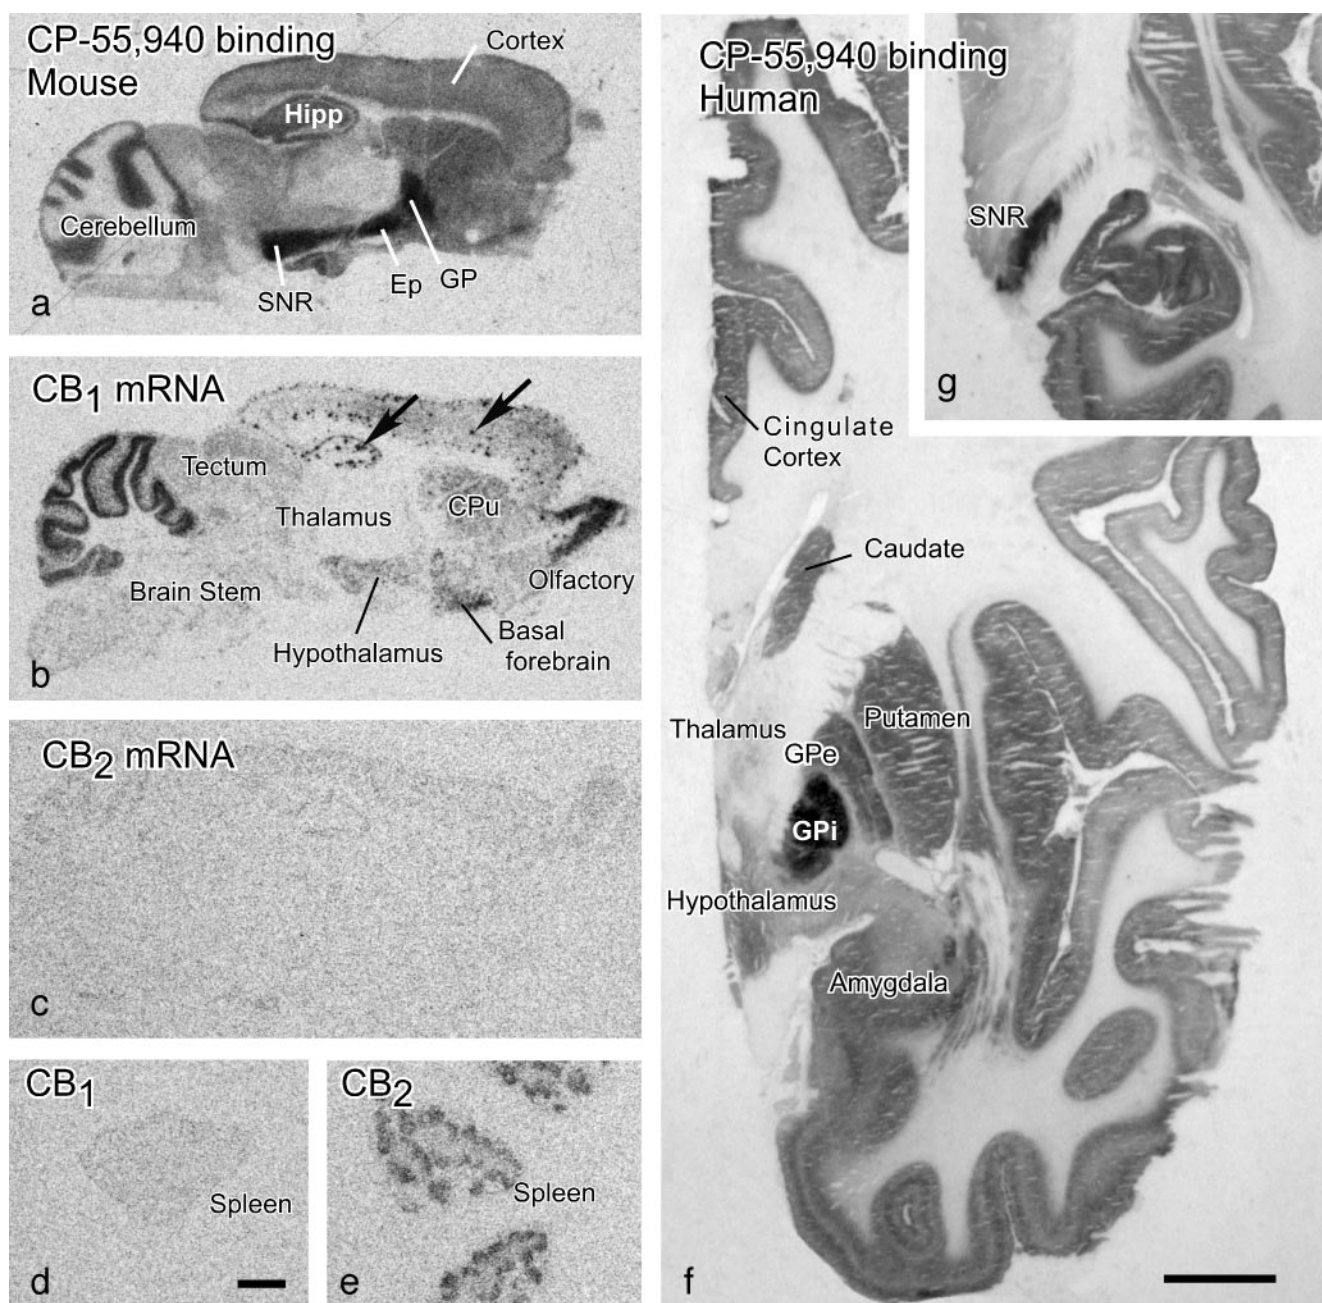 CP-55,940 binding
Mouse
Cortex
Hipp
Cerebellum
SNR
Ep
GP
a
CB1 mRNA
Tectum
Thalamus
CPu
Brain Stem
Olfactory
Hypothalamus
Basal
forebrain
b
CB2 mRNA
c
CB1
Spleen
d
CB2
Spleen
e
CP-55,940 binding
Human
SNR
g
Cingulate
Cortex
Caudate
Thalamus
Putamen
GPe
GPi
Hypothalamus
Amygdala
f